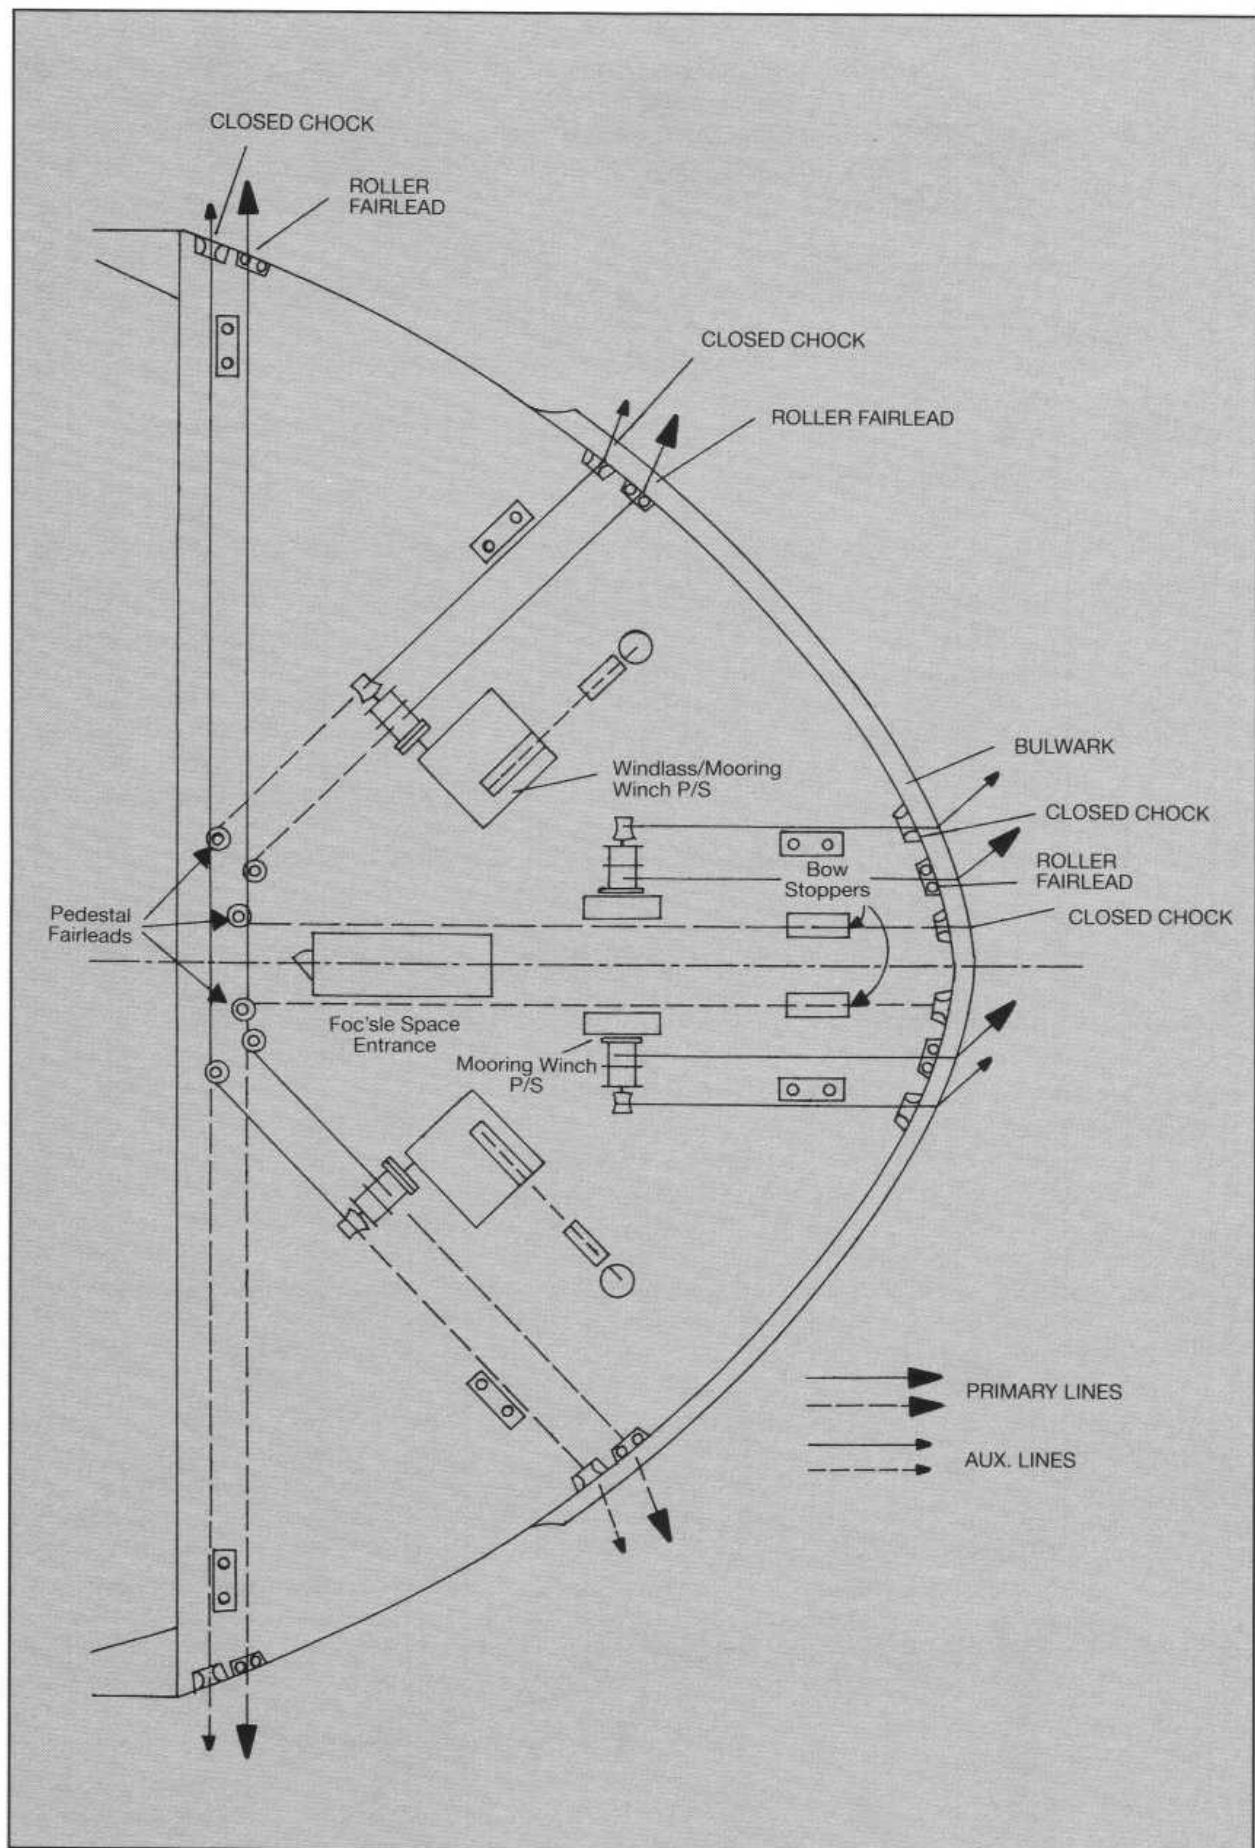 CLOSED CHOCK
ROLLER
FAIRLEAD
CLOSED CHOCK
ROLLER FAIRLEAD
BULWARK
Windlass/Mooring
Winch P/S
CLOSED CHOCK
Bow
Stoppers
ROLLER
FAIRLEAD
CLOSED CHOCK
Pedestal
Fairleads
Foc'sle Space
Entrance
Mooring Winch
P/S
PRIMARY LINES
AUX. LINES